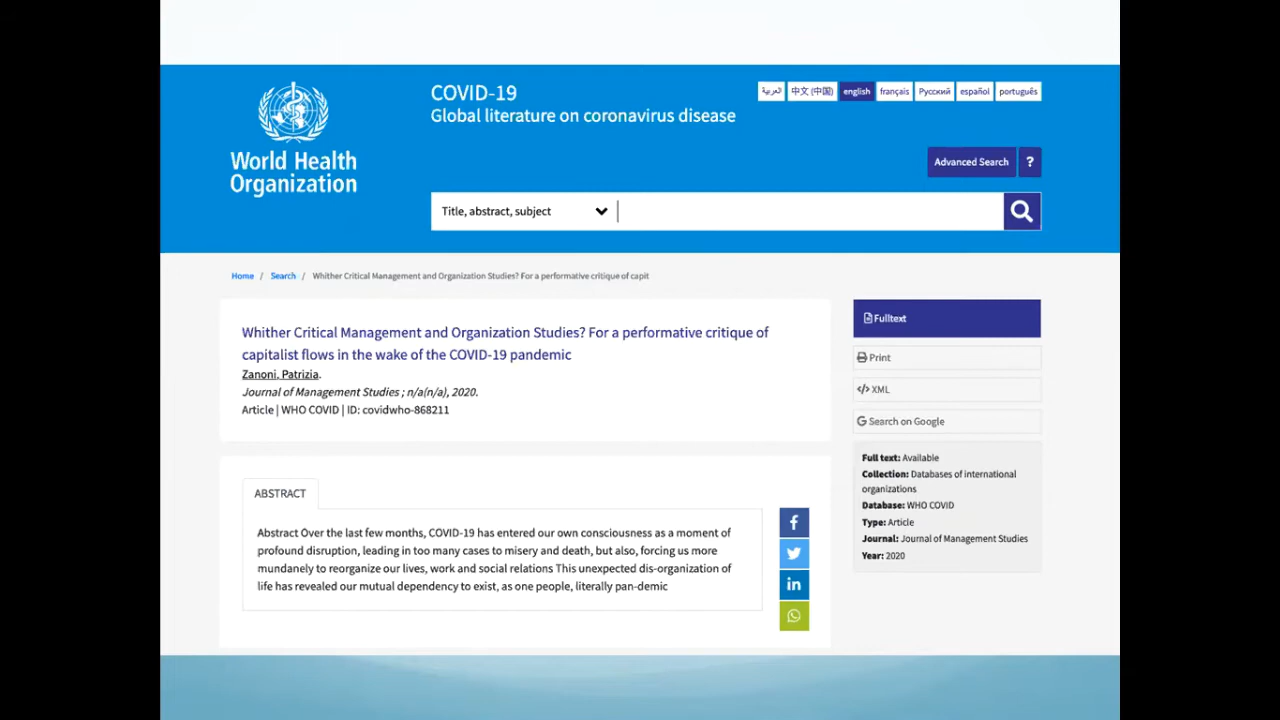 COVID-19
Global literature on coronavirus disease
العربية 中文 (中国) english français Русский español português
World Health
Organization
Advanced Search ?
Title, abstract, subject
Home / Search / Whither Critical Management and Organization Studies? For a performative critique of capit
Whither Critical Management and Organization Studies? For a performative critique of
capitalist flows in the wake of the COVID-19 pandemic
Zanoni, Patrizia.
Journal of Management Studies ; n/a(n/a), 2020.
Article | WHO COVID | ID: covidwho-868211
ABSTRACT
Abstract Over the last few months, COVID-19 has entered our own consciousness as a moment of
profound disruption, leading in too many cases to misery and death, but also, forcing us more
mundanely to reorganize our lives, work and social relations This unexpected dis-organization of
life has revealed our mutual dependency to exist, as one people, literally pan-demic
Fulltext
Print
XML
Search on Google
Full text: Available
Collection: Databases of international
organizations
Database: WHO COVID
Type: Article
Journal: Journal of Management Studies
Year: 2020